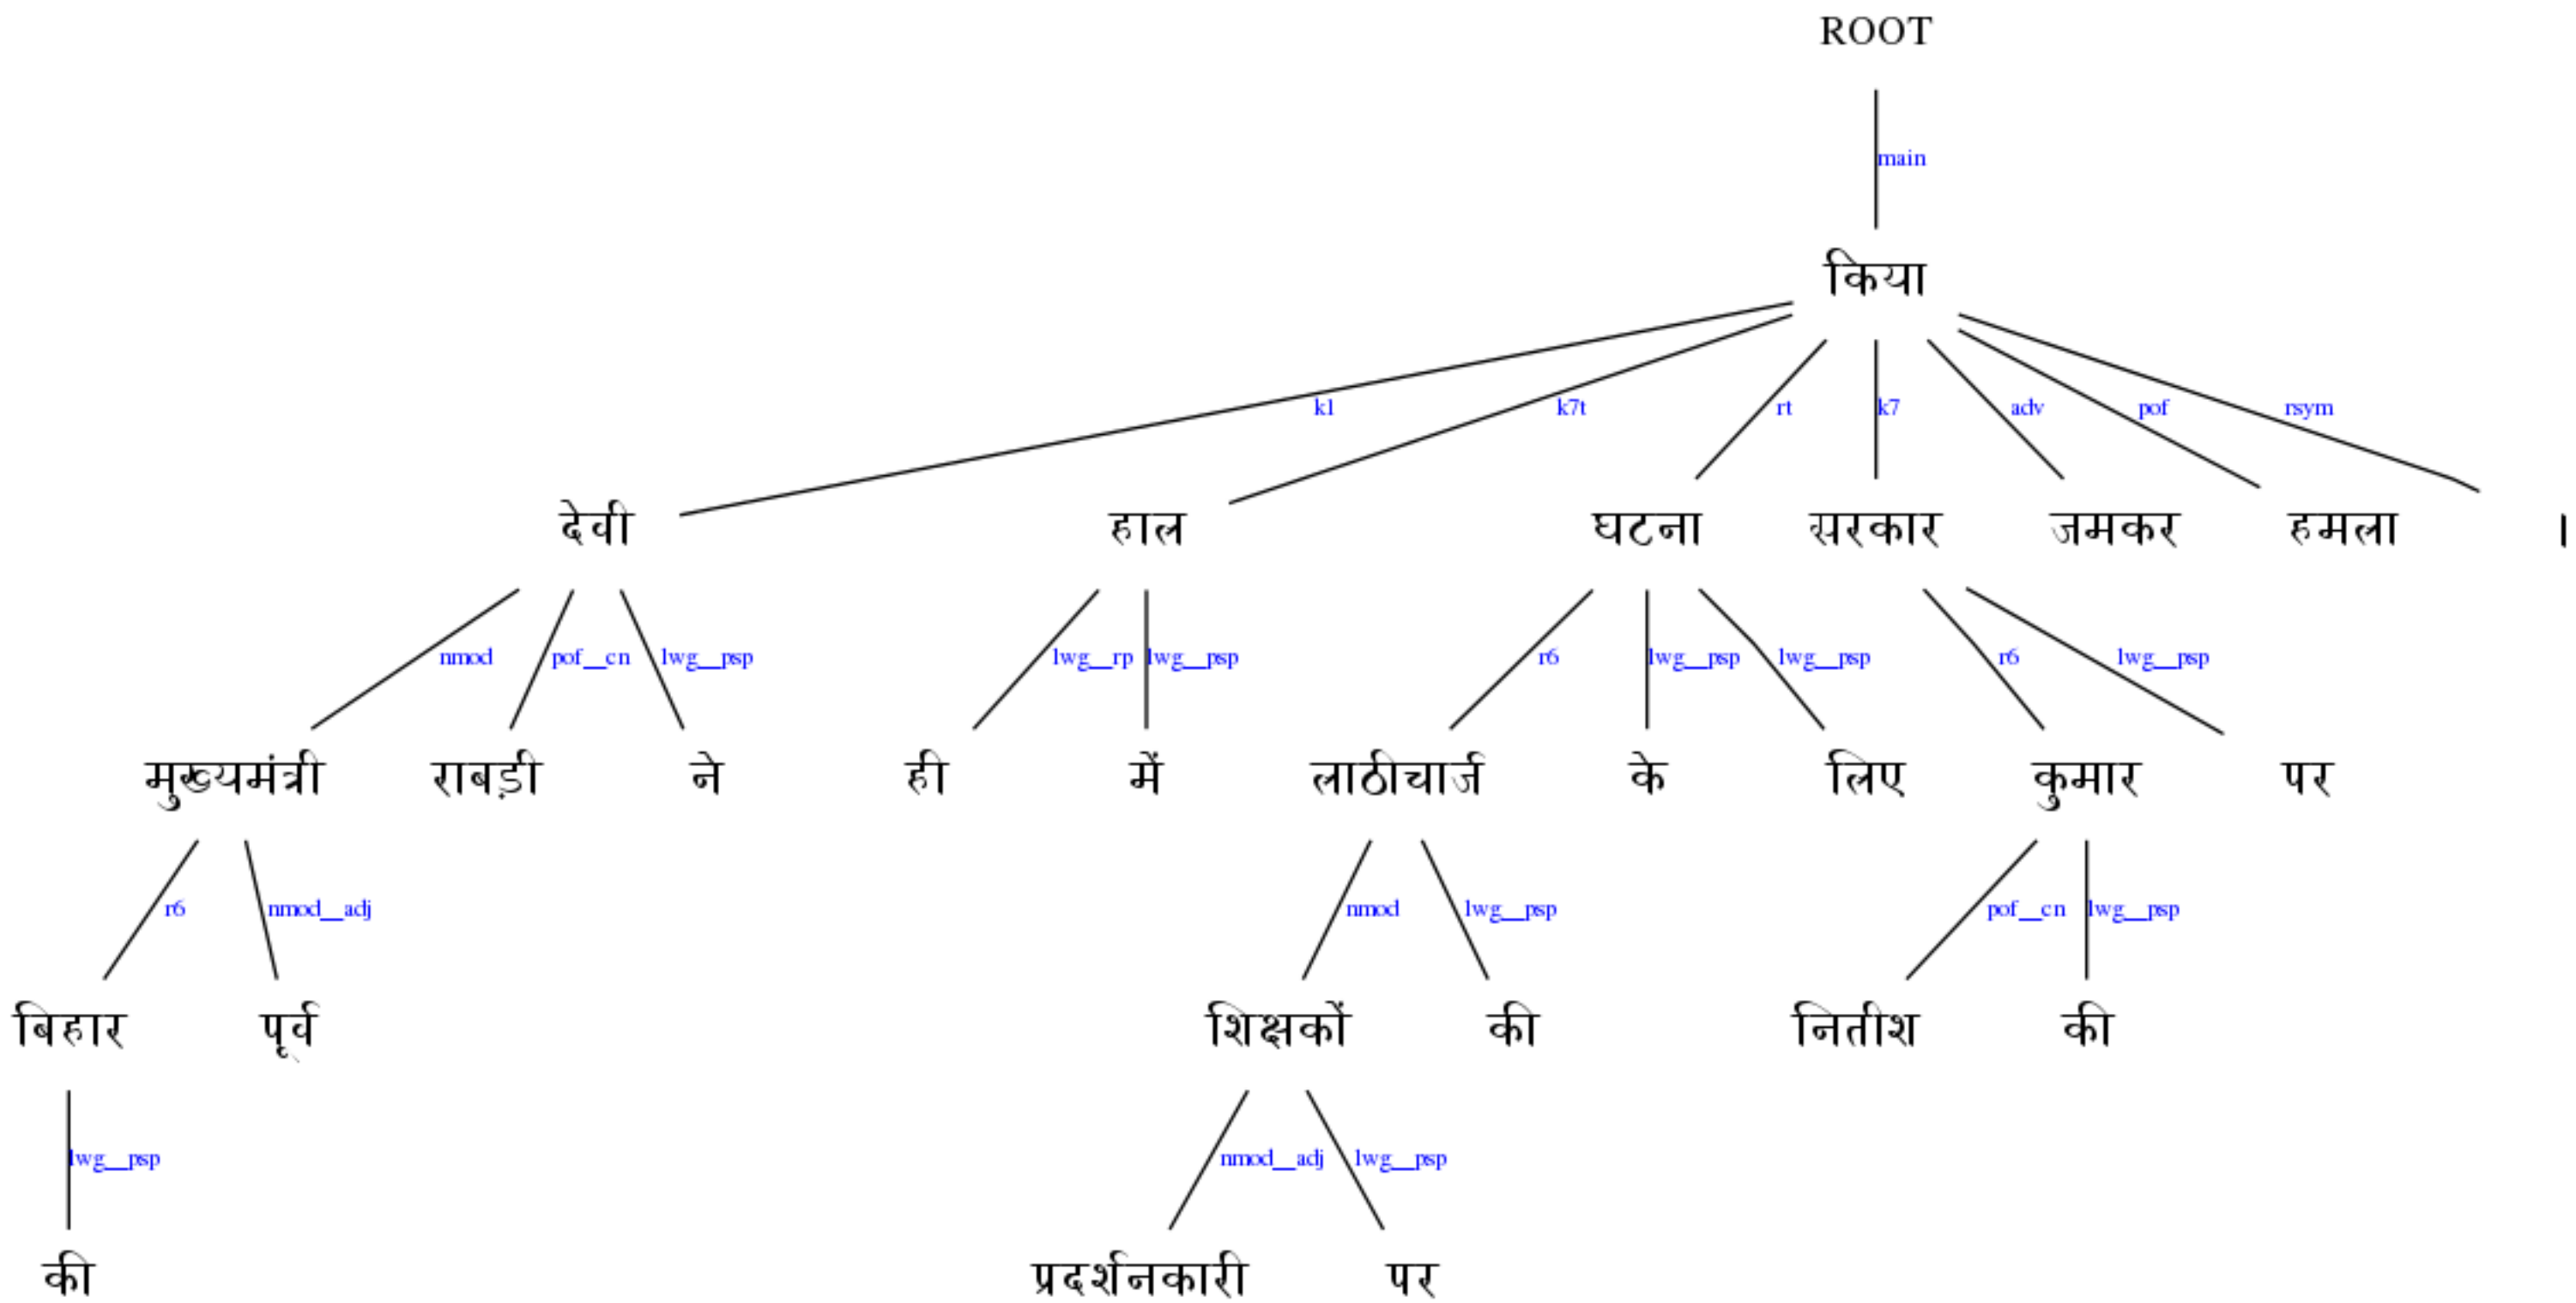 ROOT
main
किया
k1 k7t rt k7 adv pof rsym
देवी हाल घटना सरकार जमकर हमला ।
nmod pof__cn lwg__psp lwg__rp lwg__psp r6 lwg__psp lwg__psp r6 lwg__psp
मुख्यमंत्री राबड़ी ने ही में लाठीचार्ज के लिए कुमार पर
r6 nmod__adj nmod lwg__psp pof__cn lwg__psp
बिहार पूर्व शिक्षकों की नितीश की
lwg__psp nmod__adj lwg__psp
की प्रदर्शनकारी पर